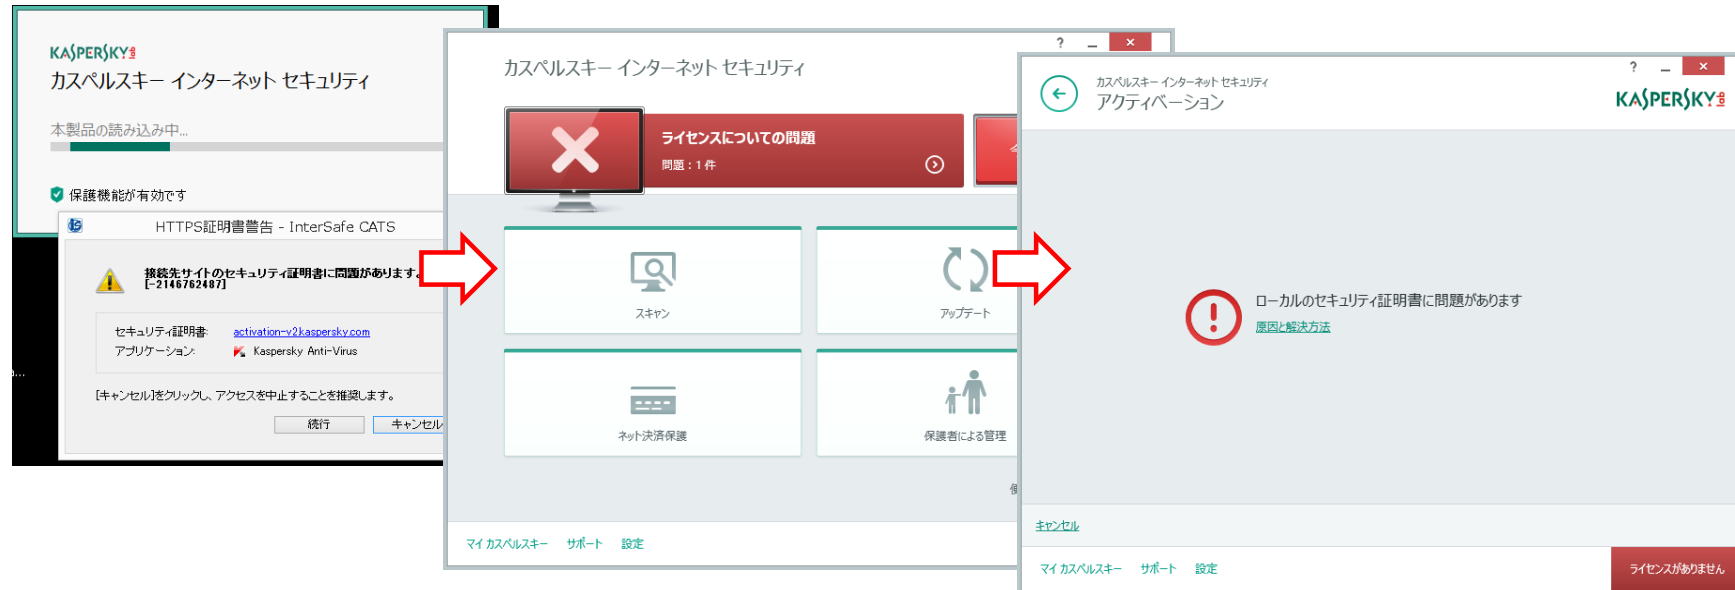 KASPERSKY
カスペルスキー インターネット セキュリティ
本製品の読み込み中...
保護機能が有効です
HTTPS証明書警告 - InterSafe CATS
接続先サイトのセキュリティ証明書に問題があります。
[-2146762487]
セキュリティ証明書: activation-v2.kaspersky.com
アプリケーション: Kaspersky Anti-Virus
[キャンセル]をクリックし、アクセスを中止することを推奨します。
続行
キャンセル
カスペルスキー インターネット セキュリティ
ライセンスについての問題
問題：1 件
スキャン
アップデート
ネット決済保護
保護者による管理
マイ カスペルスキー サポート 設定
カスペルスキー インターネット セキュリティ
アクティベーション
KASPERSKY
ローカルのセキュリティ証明書に問題があります
原因と解決方法
キャンセル
マイ カスペルスキー サポート 設定
ライセンスがありません